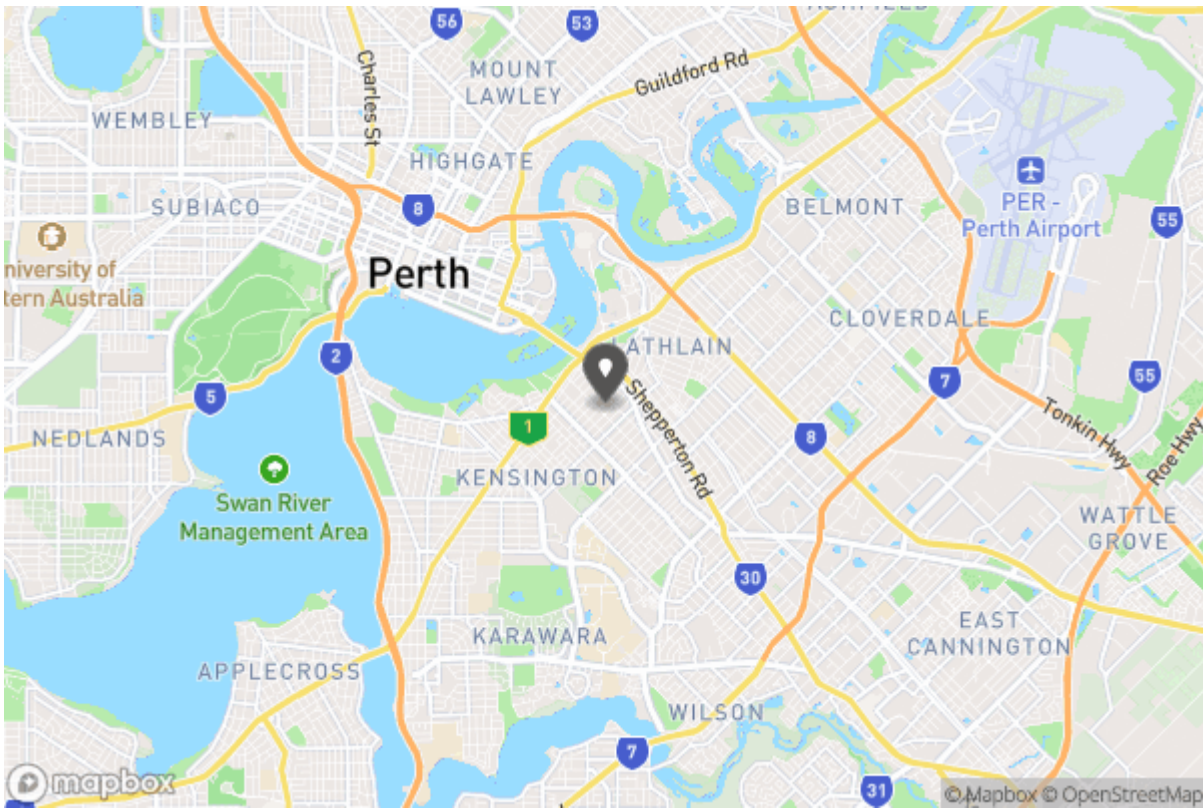 56
53
Charles St
MOUNT
LAWLEY
Guildford Rd
WEMBLEY
HIGHGATE
SUBIACO
8
BELMONT
PER -
Perth Airport
55
niversity of
tern Australia
Perth
CLOVERDALE
LATHLAIN
2
7
55
5
Shepperton Rd
Tonkin Hwy
Roe Hwy
NEDLANDS
1
8
KENSINGTON
Swan River
Management Area
WATTLE
GROVE
30
KARAWARA
EAST
CANNINGTON
APPLECROSS
WILSON
7
mapbox
31
© Mapbox © OpenStreetMap